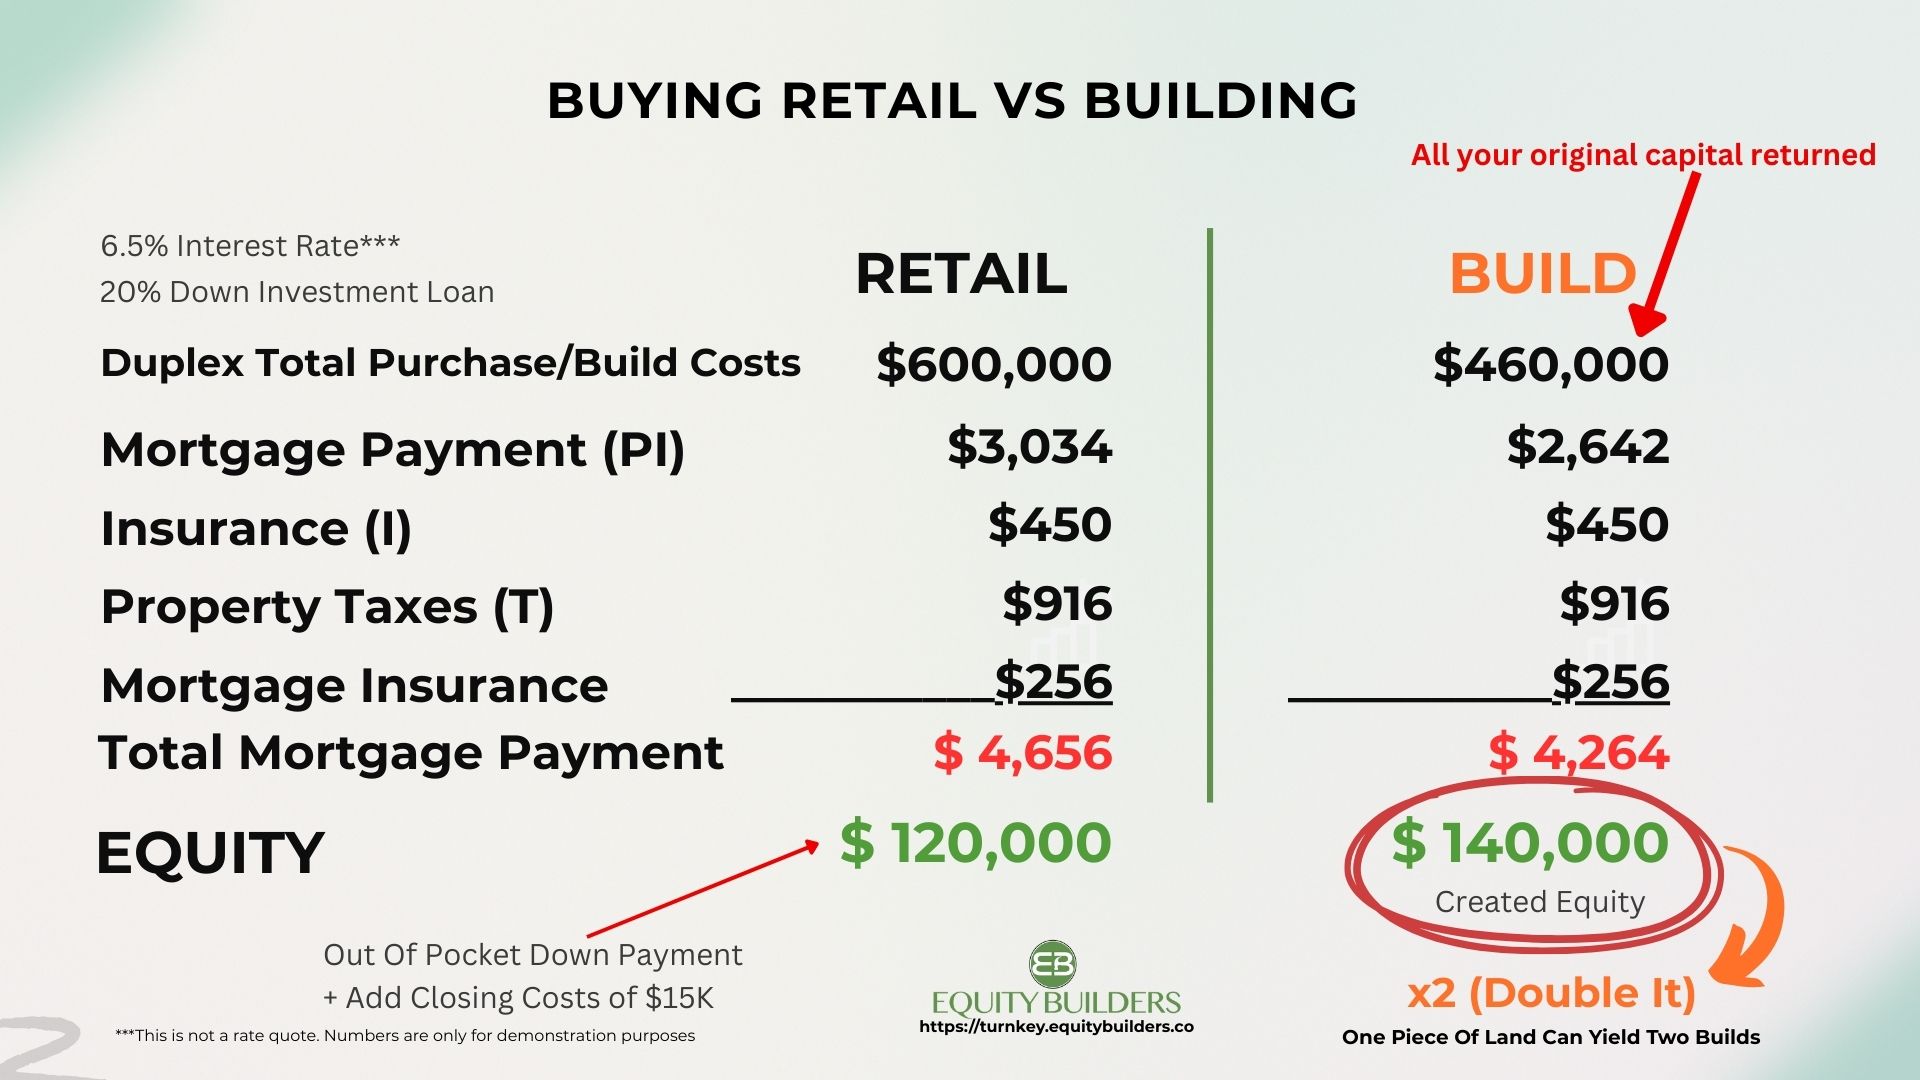 BUYING RETAIL VS BUILDING
All your original capital returned
6.5% Interest Rate***
20% Down Investment Loan
RETAIL
BUILD
Duplex Total Purchase/Build Costs $600,000 $460,000
Mortgage Payment (PI) $3,034 $2,642
Insurance (I) $450 $450
Property Taxes (T) $916 $916
Mortgage Insurance $256 $256
Total Mortgage Payment $ 4,656 $ 4,264
EQUITY $ 120,000 $ 140,000
Created Equity
Out Of Pocket Down Payment
+ Add Closing Costs of $15K
***This is not a rate quote. Numbers are only for demonstration purposes
EB
EQUITY BUILDERS
https://turnkey.equitybuilders.co
x2 (Double It)
One Piece Of Land Can Yield Two Builds